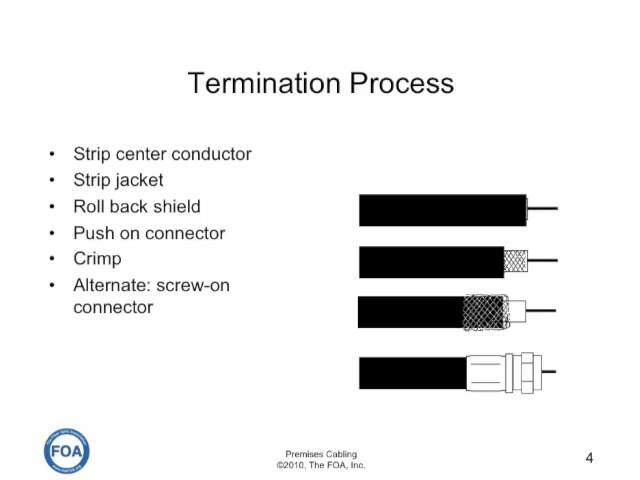 Termination Process
• Strip center conductor
• Strip jacket
• Roll back shield
• Push on connector
• Crimp
• Alternate: screw-on
connector
FOA
Premises Cabling
©2010, The FOA, Inc.
4